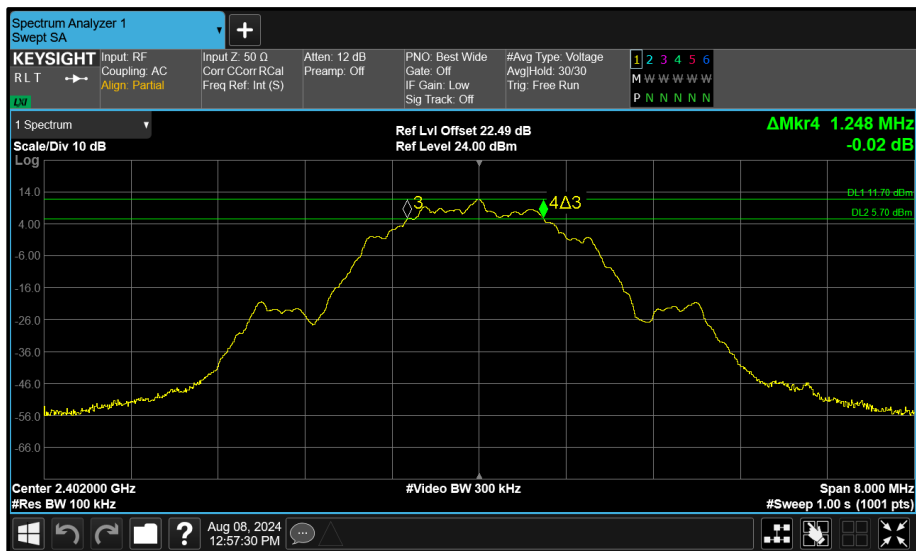 Spectrum Analyzer 1
Swept SA
KEYSIGHT
R L T
LXI
Input: RF
Coupling: AC
Align: Partial
Input Z: 50 Ω
Corr CCorr RCal
Freq Ref: Int (S)
Atten: 12 dB
Preamp: Off
PNO: Best Wide
Gate: Off
IF Gain: Low
Sig Track: Off
#Avg Type: Voltage
Avg|Hold: 30/30
Trig: Free Run
1 2 3 4 5 6
M W W W W W
P N N N N N
1 Spectrum
Scale/Div 10 dB
Ref Lvl Offset 22.49 dB
Ref Level 24.00 dBm
ΔMkr4 1.248 MHz
-0.02 dB
Log
14.0
4.00
-6.00
-16.0
-26.0
-36.0
-46.0
-56.0
-66.0
3
4Δ3
DL1 11.70 dBm
DL2 5.70 dBm
Center 2.402000 GHz
#Res BW 100 kHz
#Video BW 300 kHz
Span 8.000 MHz
#Sweep 1.00 s (1001 pts)
?
Aug 08, 2024
12:57:30 PM